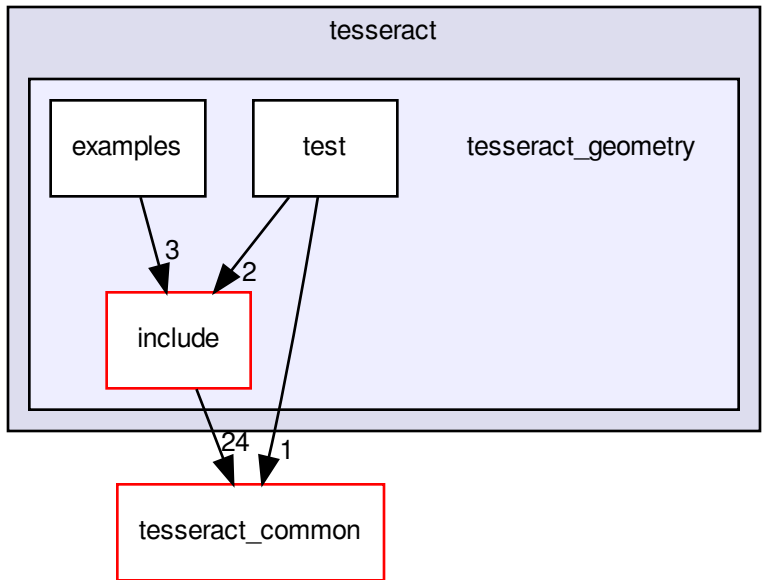 tesseract
examples
test
tesseract_geometry
3
2
include
24
1
tesseract_common